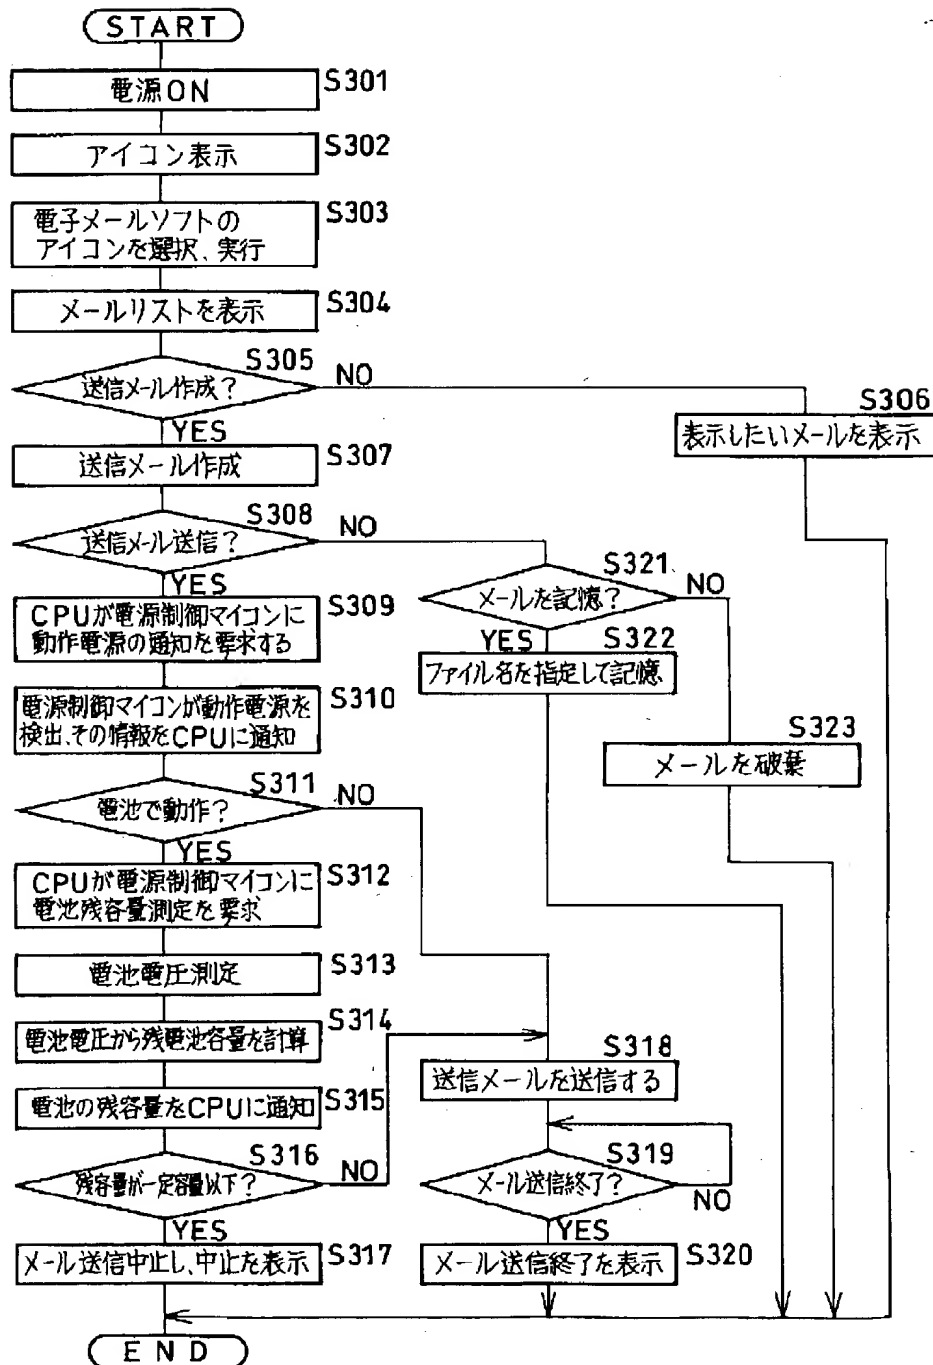 START
電源ON
S301
アイコン表示
S302
電子メールソフトの
アイコンを選択、実行
S303
メールリストを表示
S304
S305
送信メール作成?
NO
YES
S306
表示したいメールを表示
送信メール作成
S307
S308
送信メール送信?
NO
YES
S321
メールを記憶?
NO
YES
S322
ファイル名を指定して記憶
S323
メールを破棄
CPUが電源制御マイコンに
動作電源の通知を要求する
S309
電源制御マイコンが動作電源を
検出、その情報をCPUに通知
S310
S311
電池で動作?
NO
YES
CPUが電源制御マイコンに
電池残容量測定を要求
S312
電池電圧測定
S313
電池電圧から残電池容量を計算
S314
電池の残容量をCPUに通知
S315
S316
残容量が一定容量以下?
NO
YES
メール送信中止し、中止を表示
S317
S318
送信メールを送信する
S319
メール送信終了?
NO
YES
メール送信終了を表示
S320
END